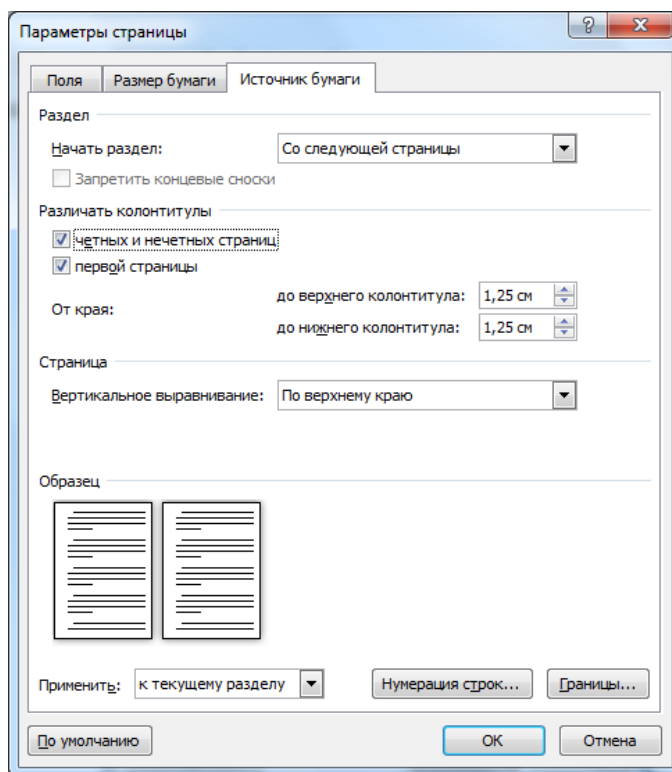 Параметры страницы
Поля Размер бумаги Источник бумаги
Раздел
Начать раздел: Со следующей страницы
Запретить концевые сноски
Различать колонтитулы
четных и нечетных страниц
первой страницы
От края:
до верхнего колонтитула: 1,25 см
до нижнего колонтитула: 1,25 см
Страница
Вертикальное выравнивание: По верхнему краю
Образец
Применить: к текущему разделу Нумерация строк... Границы...
По умолчанию ОК Отмена